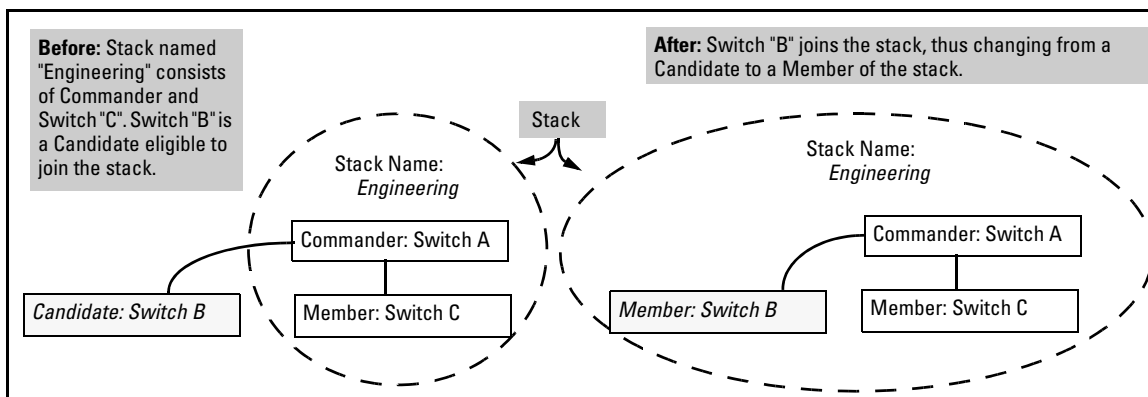 Before: Stack named
"Engineering" consists
of Commander and
Switch "C". Switch "B" is
a Candidate eligible to
join the stack.
After: Switch "B" joins the stack, thus changing from a
Candidate to a Member of the stack.
Stack
Stack Name:
Engineering
Commander: Switch A
Candidate: Switch B
Member: Switch C
Stack Name:
Engineering
Commander: Switch A
Member: Switch B
Member: Switch C